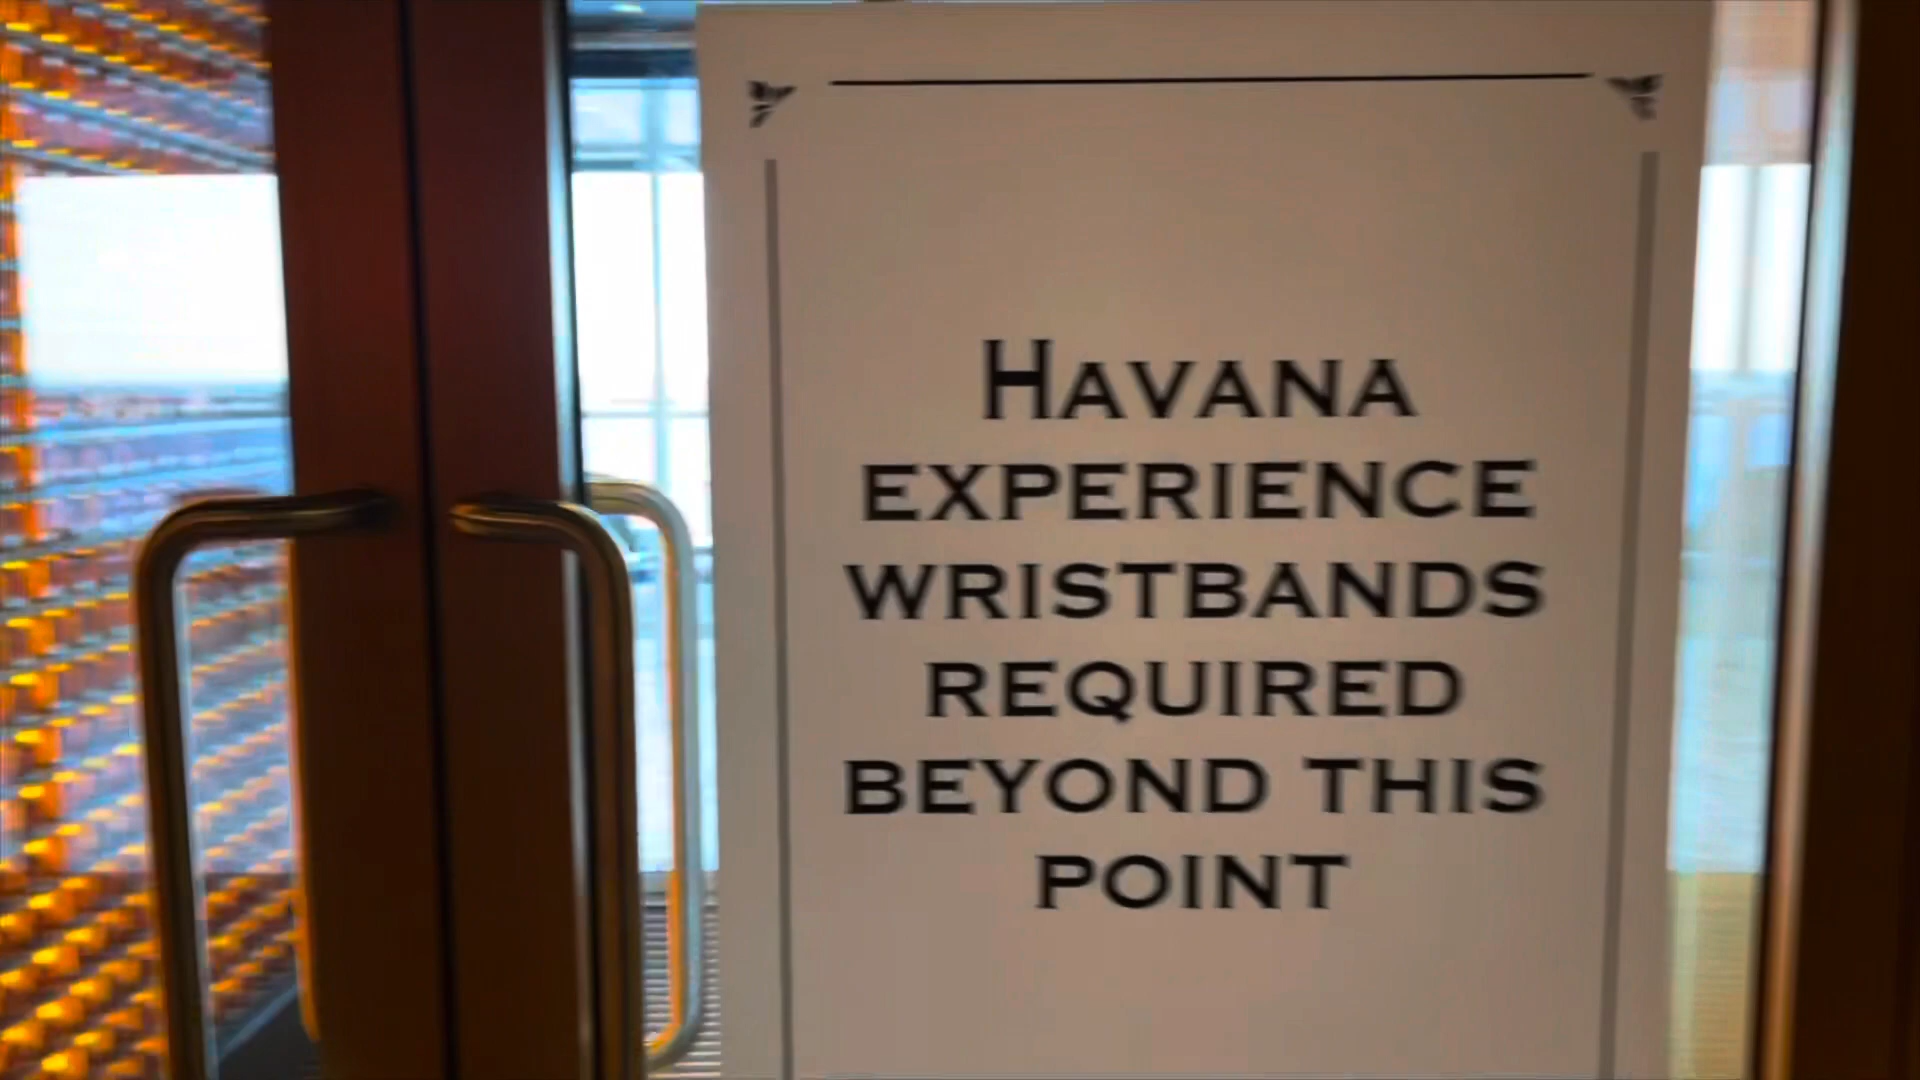 Havana
EXPERIENCE
WRISTBANDS
REQUIRED
BEYOND THIS
POINT